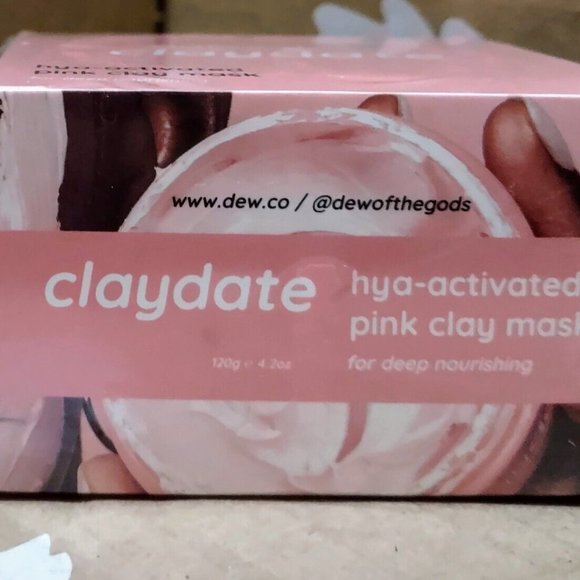 claydate
hya-activated
pink clay mask
www.dew.co / @dewofthegods
claydate
hya-activated
pink clay mask
for deep nourishing
120g e 4.2oz